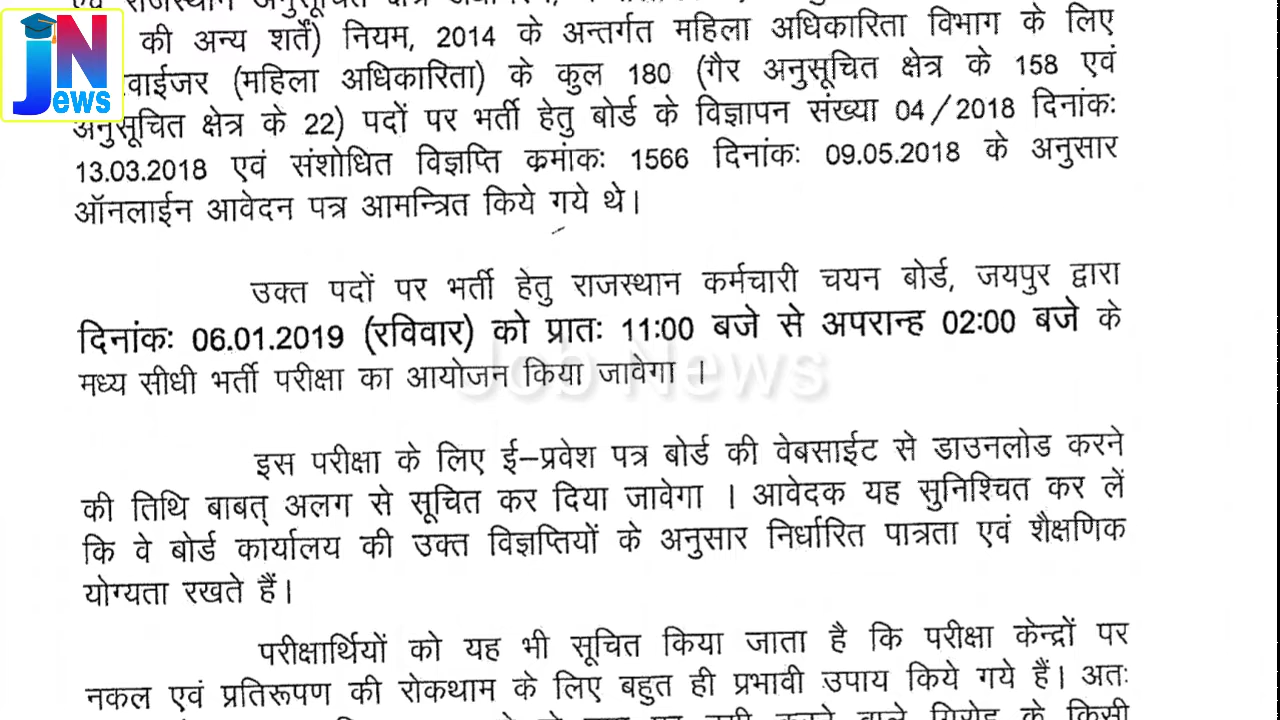 JN
ews
की अन्य शर्तें) नियम, 2014 के अन्तर्गत महिला अधिकारिता विभाग के लिए
वाईजर (महिला अधिकारिता) के कुल 180 (गैर अनुसूचित क्षेत्र के 158 एवं
अनुसूचित क्षेत्र के 22) पदों पर भर्ती हेतु बोर्ड के विज्ञापन संख्या 04/2018 दिनांकः
13.03.2018 एवं संशोधित विज्ञप्ति क्रमांकः 1566 दिनांकः 09.05.2018 के अनुसार
ऑनलाईन आवेदन पत्र आमन्त्रित किये गये थे।
उक्त पदों पर भर्ती हेतु राजस्थान कर्मचारी चयन बोर्ड, जयपुर द्वारा
दिनांकः 06.01.2019 (रविवार) को प्रातः 11:00 बजे से अपरान्ह 02:00 बजे के
मध्य सीधी भर्ती परीक्षा का आयोजन किया जावेगा ।
Job News
इस परीक्षा के लिए ई–प्रवेश पत्र बोर्ड की वेबसाईट से डाउनलोड करने
की तिथि बाबत् अलग से सूचित कर दिया जावेगा । आवेदक यह सुनिश्चित कर लें
कि वे बोर्ड कार्यालय की उक्त विज्ञप्तियों के अनुसार निर्धारित पात्रता एवं शैक्षणिक
योग्यता रखते हैं।
परीक्षार्थियों को यह भी सूचित किया जाता है कि परीक्षा केन्द्रों पर
नकल एवं प्रतिरूपण की रोकथाम के लिए बहुत ही प्रभावी उपाय किये गये हैं। अतः